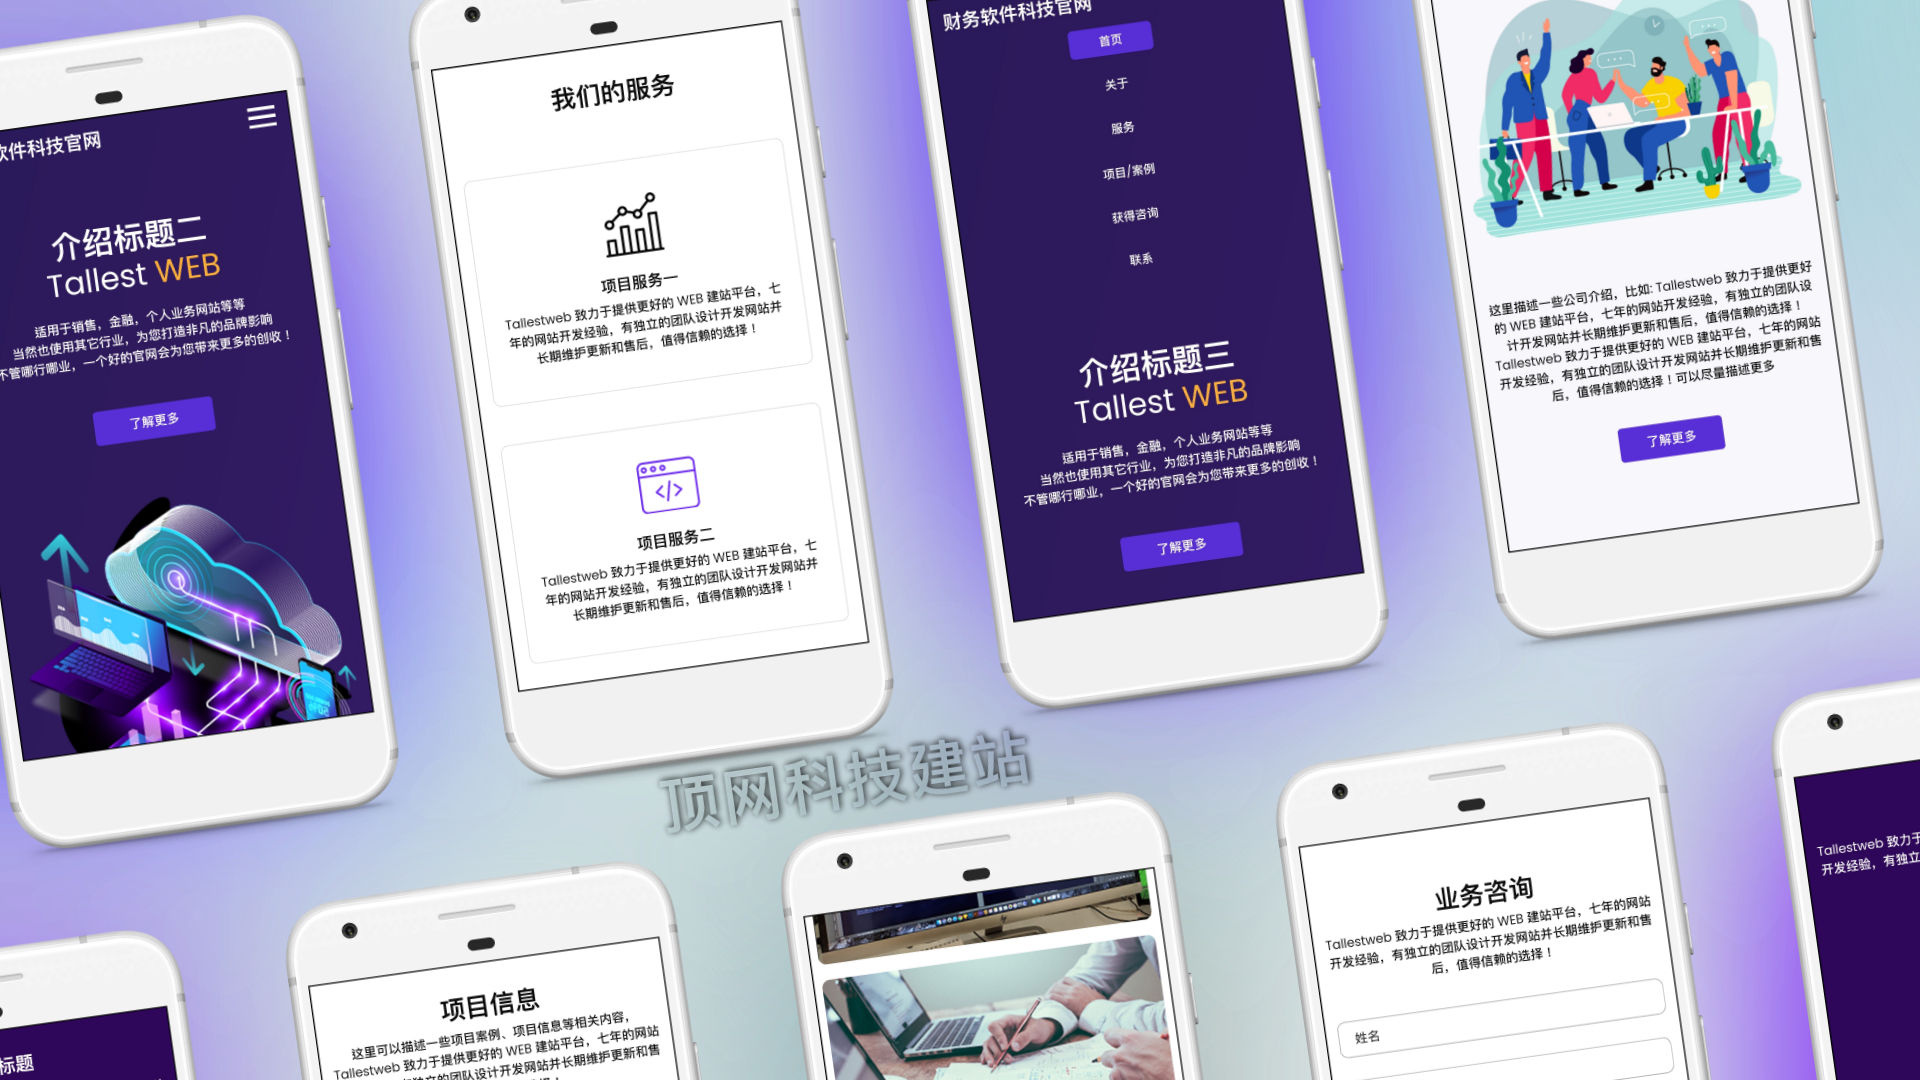 软件科技官网
介绍标题二
Tallest WEB
适用于销售，金融，个人业务网站等等
当然也使用其它行业，为您打造非凡的品牌影响
不管哪行哪业，一个好的官网会为您带来更多的创收！
了解更多
我们的服务
项目服务一
Tallestweb 致力于提供更好的 WEB 建站平台，七
年的网站开发经验，有独立的团队设计开发网站并
长期维护更新和售后，值得信赖的选择！
项目服务二
Tallestweb 致力于提供更好的 WEB 建站平台，七
年的网站开发经验，有独立的团队设计开发网站并
长期维护更新和售后，值得信赖的选择！
财务软件科技官网
首页
关于
服务
项目/案例
获得咨询
联系
介绍标题三
Tallest WEB
适用于销售，金融，个人业务网站等等
当然也使用其它行业，为您打造非凡的品牌影响
不管哪行哪业，一个好的官网会为您带来更多的创收！
了解更多
这里描述一些公司介绍，比如: Tallestweb 致力于提供更好
的 WEB 建站平台，七年的网站开发经验，有独立的团队设
计开发网站并长期维护更新和售后，值得信赖的选择！
Tallestweb 致力于提供更好的 WEB 建站平台，七年的网站
开发经验，有独立的团队设计开发网站并长期维护更新和售
后，值得信赖的选择！可以尽量描述更多
了解更多
顶网科技建站
标题
项目信息
这里可以描述一些项目案例、项目信息等相关内容，
Tallestweb 致力于提供更好的 WEB 建站平台，七年的网站
独立的团队设计开发网站并长期维护更新和售
业务咨询
Tallestweb 致力于提供更好的 WEB 建站平台，七年的网站
开发经验，有独立的团队设计开发网站并长期维护更新和售
后，值得信赖的选择！
姓名
Tallestweb 致力于
开发经验，有独立